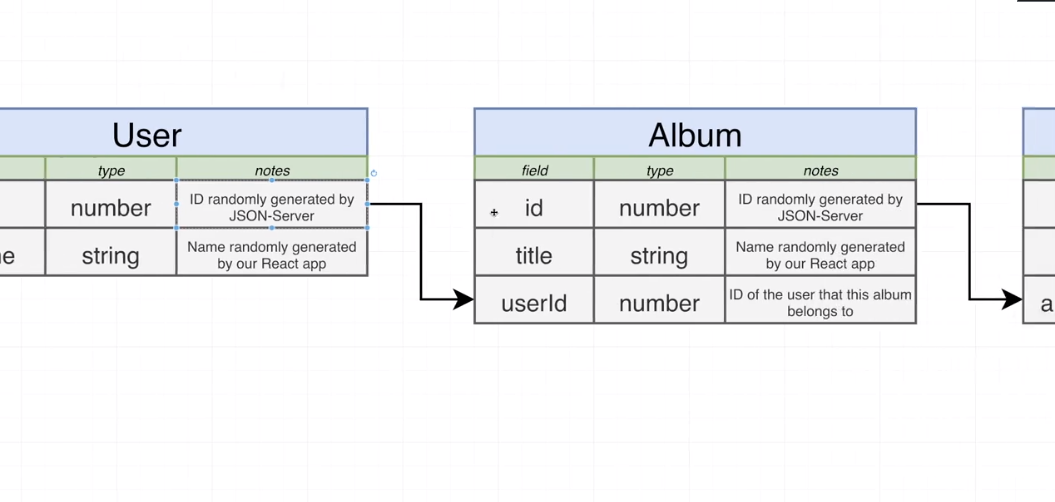 User
type
notes
number
ID randomly generated by
JSON-Server
e
string
Name randomly generated
by our React app
Album
field
type
notes
id
number
ID randomly generated by
JSON-Server
title
string
Name randomly generated
by our React app
userId
number
ID of the user that this album
belongs to
a